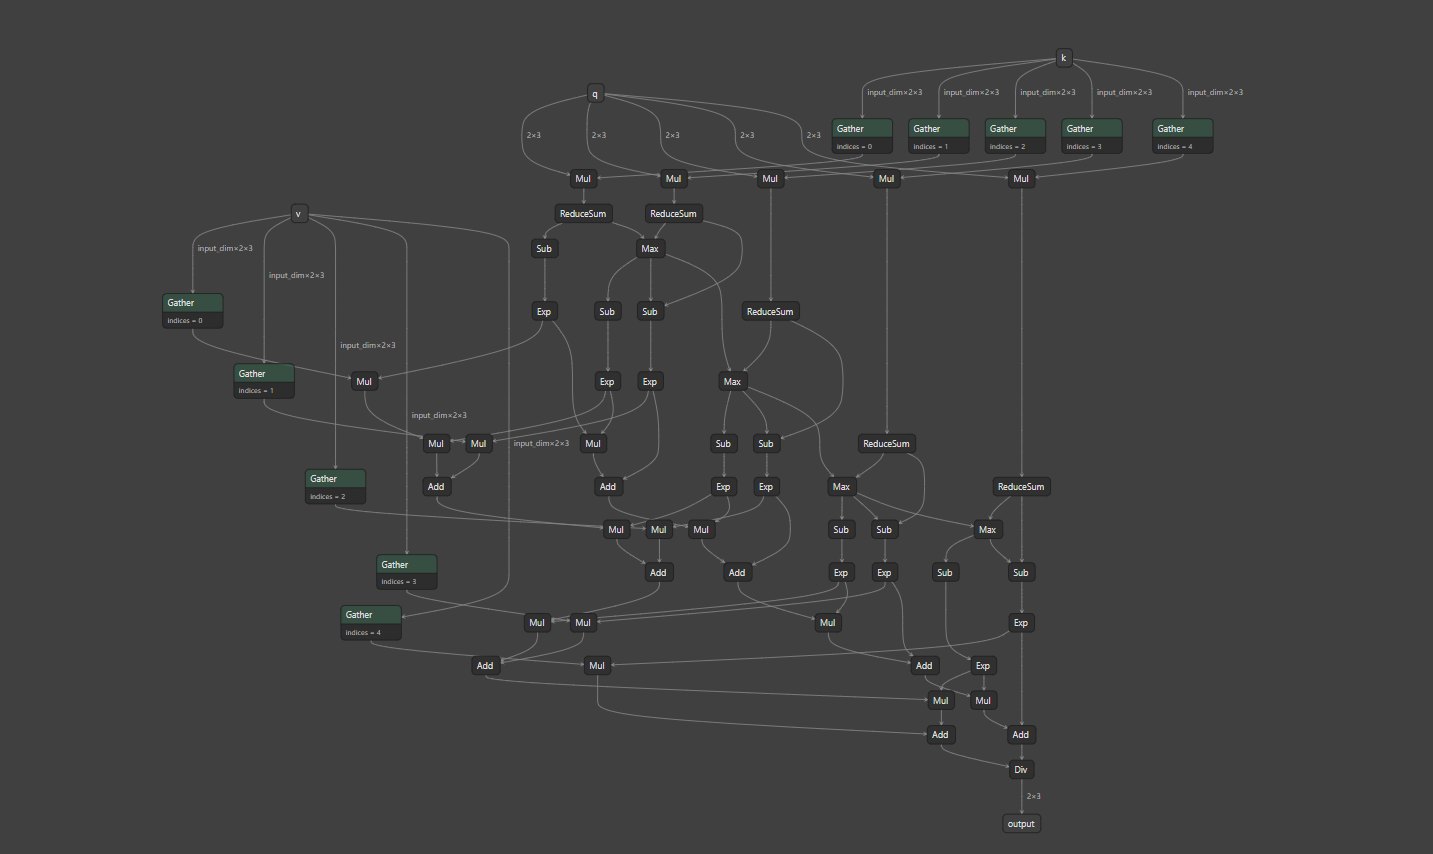 k
q
input_dim×2×3 input_dim×2×3 input_dim×2×3 input_dim×2×3 input_dim×2×3
Gather Gather Gather Gather Gather
2×3 2×3 2×3 2×3 2×3
indices = 0 indices = 1 indices = 2 indices = 3 indices = 4
Mul Mul Mul Mul Mul
v ReduceSum ReduceSum
input_dim×2×3 Sub Max
input_dim×2×3
Gather
indices = 0 Exp Sub Sub ReduceSum
input_dim×2×3
Gather
indices = 1 Mul Exp Exp Max
input_dim×2×3
Mul Mul input_dim×2×3 Mul Sub Sub ReduceSum
Gather
indices = 2 Add Add Exp Exp Max ReduceSum
Mul Mul Mul Sub Sub Max
Gather
indices = 3 Add Add Exp Exp Sub Sub
Gather
indices = 4 Mul Mul Mul Exp
Add Mul Add Exp
Mul Mul
Add Add
Div
2×3
output